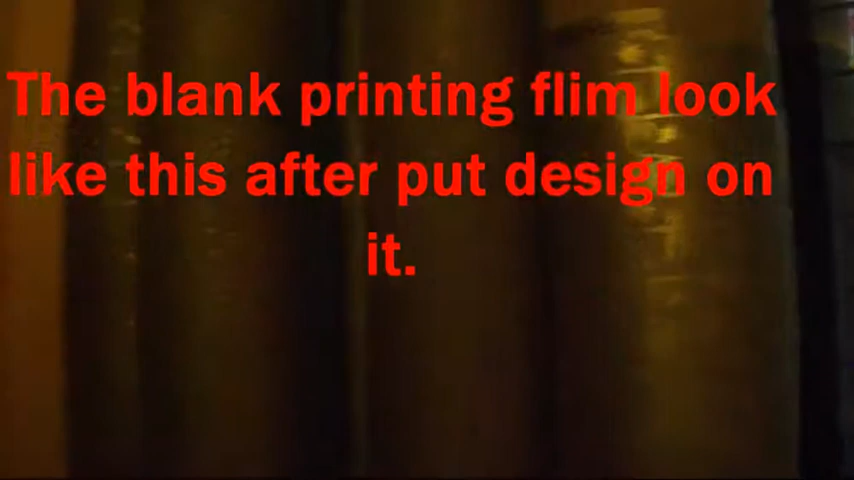 The blank printing flim look
like this after put design on
it.